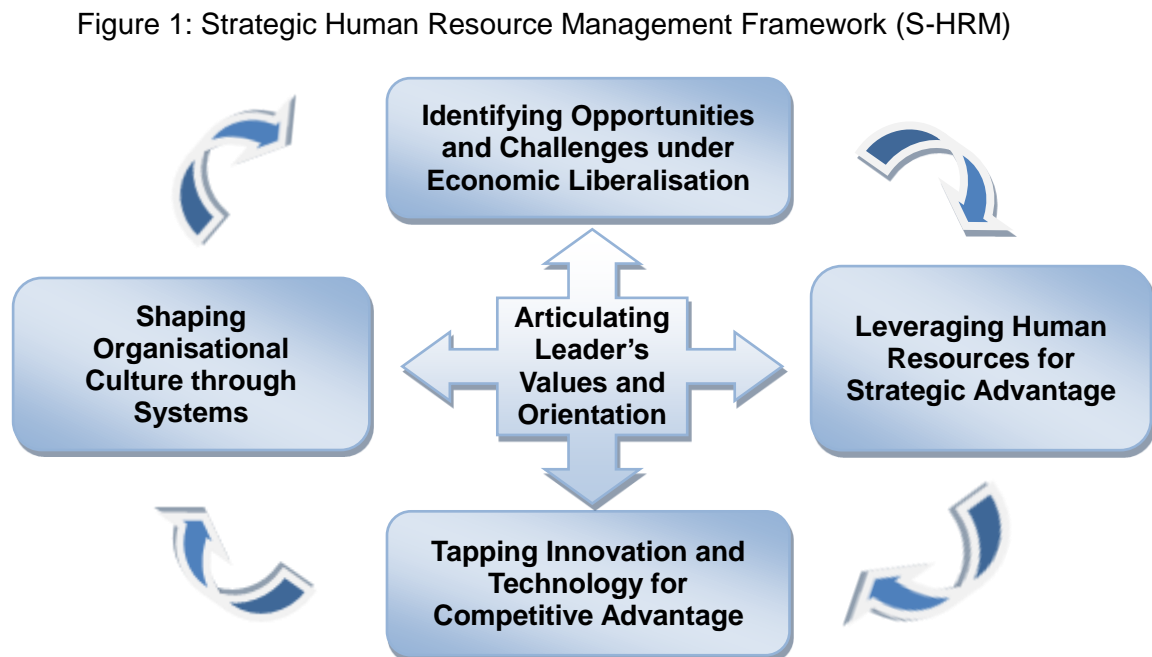 Figure 1: Strategic Human Resource Management Framework (S-HRM)
Identifying Opportunities
and Challenges under
Economic Liberalisation
Shaping
Organisational
Culture through
Systems
Articulating
Leader’s
Values and
Orientation
Leveraging Human
Resources for
Strategic Advantage
Tapping Innovation and
Technology for
Competitive Advantage